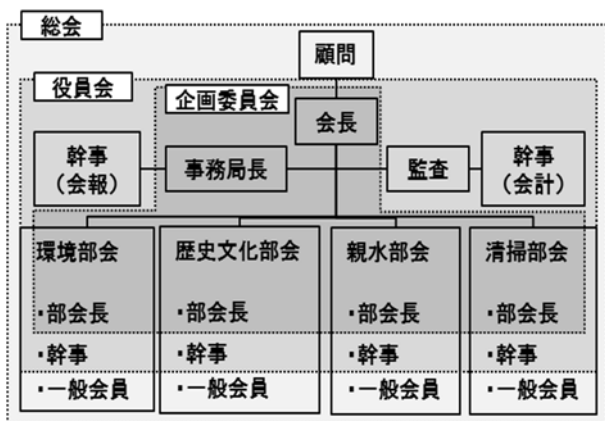 総会
顧問
役員会
企画委員会
会長
幹事
（会報）
事務局長
監査
幹事
（会計）
環境部会
・部会長
・幹事
・一般会員
歴史文化部会
・部会長
・幹事
・一般会員
親水部会
・部会長
・幹事
・一般会員
清掃部会
・部会長
・幹事
・一般会員